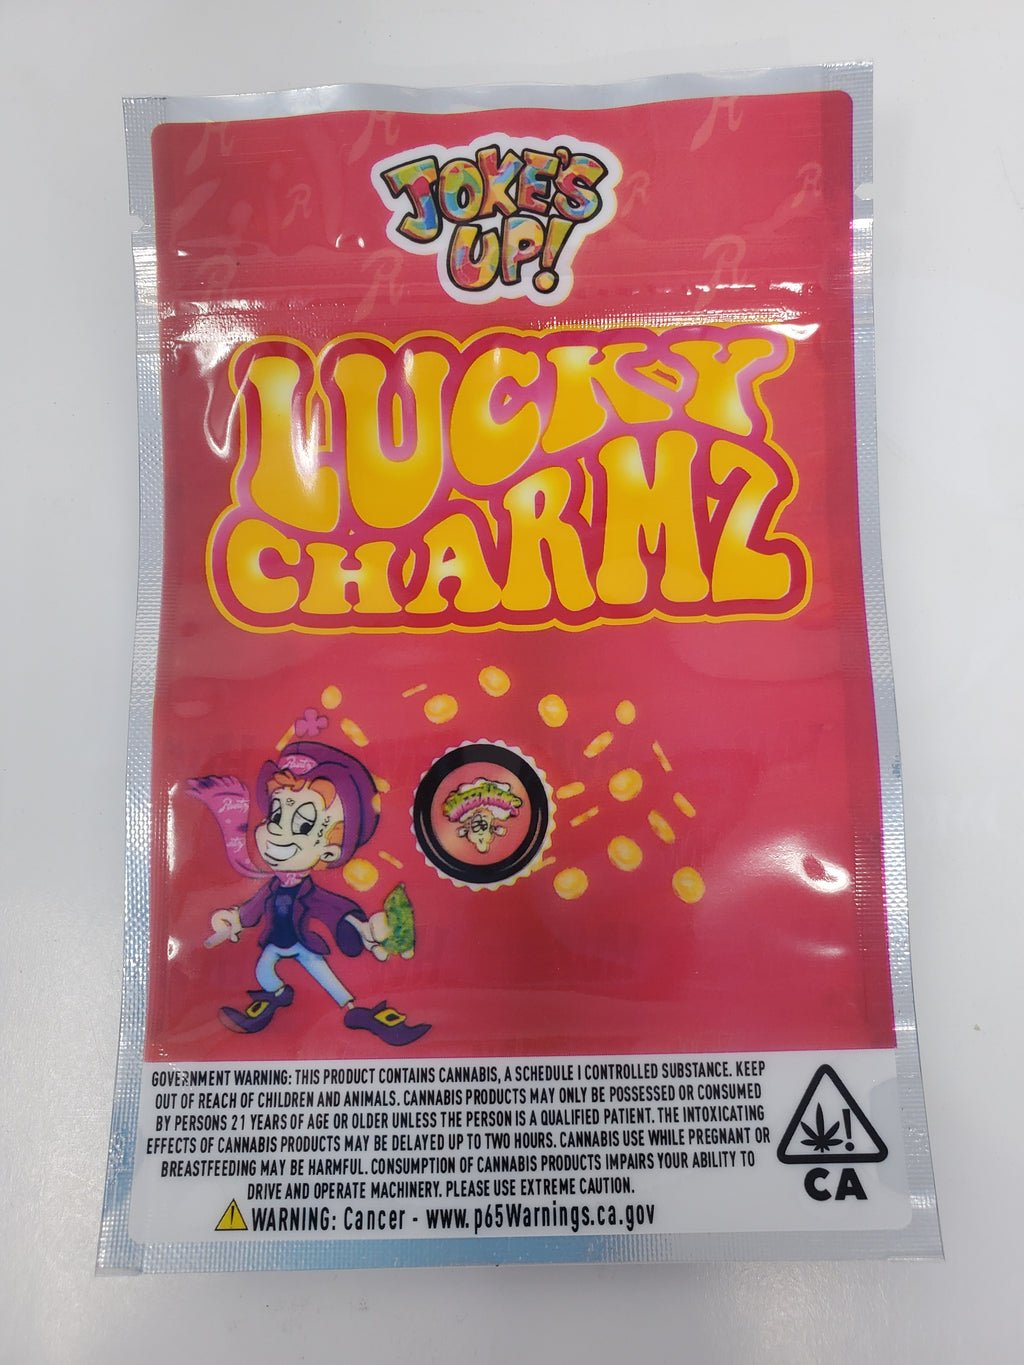 JOKE'S
UP!
LUCKY
CHARMZ
GOVERNMENT WARNING: THIS PRODUCT CONTAINS CANNABIS, A SCHEDULE I CONTROLLED SUBSTANCE. KEEP
OUT OF REACH OF CHILDREN AND ANIMALS. CANNABIS PRODUCTS MAY ONLY BE POSSESSED OR CONSUMED
BY PERSONS 21 YEARS OF AGE OR OLDER UNLESS THE PERSON IS A QUALIFIED PATIENT. THE INTOXICATING
EFFECTS OF CANNABIS PRODUCTS MAY BE DELAYED UP TO TWO HOURS. CANNABIS USE WHILE PREGNANT OR
BREASTFEEDING MAY BE HARMFUL. CONSUMPTION OF CANNABIS PRODUCTS IMPAIRS YOUR ABILITY TO
DRIVE AND OPERATE MACHINERY. PLEASE USE EXTREME CAUTION.
WARNING: Cancer - www.p65Warnings.ca.gov
!
CA